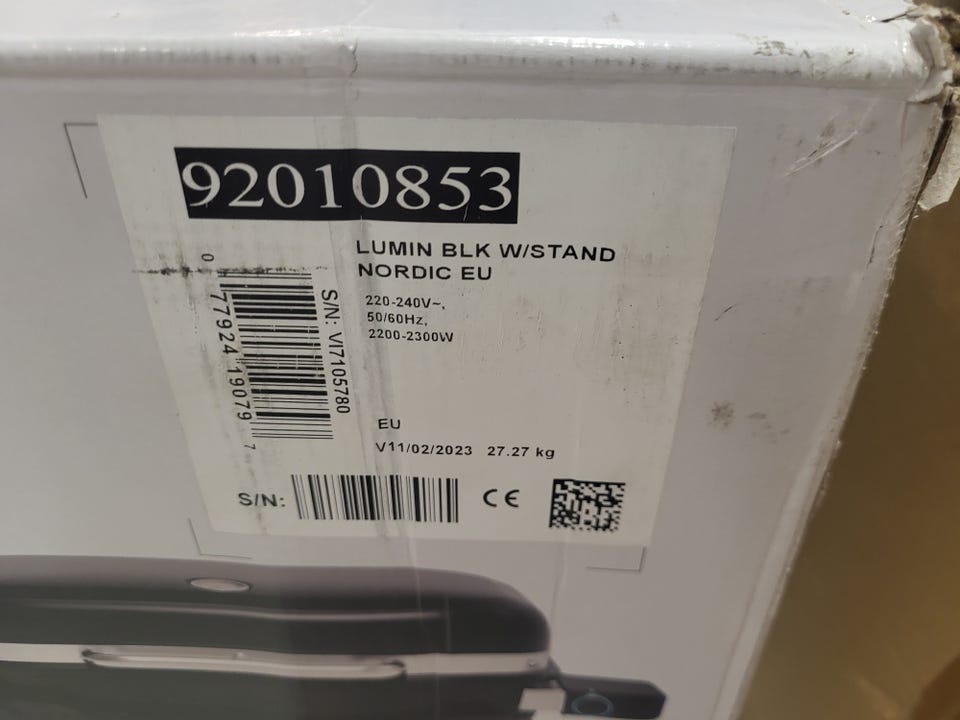 92010853
LUMIN BLK W/STAND
NORDIC EU
220-240V~,
50/60Hz,
2200-2300W
0 77924 19079 7
S/N: VI7105780
EU
V11/02/2023 27.27 kg
S/N:
CE